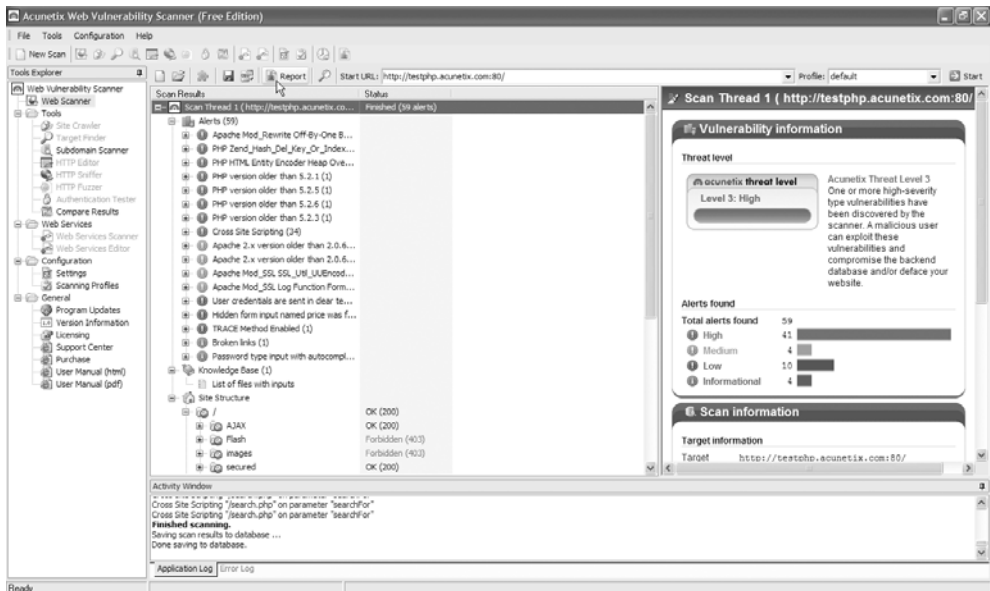 Acunetix Web Vulnerability Scanner (Free Edition)
File Tools Configuration Help
New Scan
Tools Explorer
Report
Start URL: http://testphp.acunetix.com:80/
Profile: default
Start
Web Vulnerability Scanner
Web Scanner
Tools
Site Crawler
Target Finder
Subdomain Scanner
HTTP Editor
HTTP Sniffer
HTTP Fuzzer
Authentication Tester
Compare Results
Web Services
Web Services Scanner
Web Services Editor
Configuration
Settings
Scanning Profiles
General
Program Updates
Version Information
Licensing
Support Center
Purchase
User Manual (html)
User Manual (pdf)
Scan Results Status
Scan Thread 1 ( http://testphp.acunetix.co... Finished (59 alerts)
Alerts (59)
Apache Mod_Rewrite Off-By-One B...
PHP Zend_Hash_Del_Key_Or_Index...
PHP HTML Entity Encoder Heap Ove...
PHP version older than 5.2.1 (1)
PHP version older than 5.2.5 (1)
PHP version older than 5.2.6 (1)
PHP version older than 5.2.3 (1)
Cross Site Scripting (34)
Apache 2.x version older than 2.0.6...
Apache 2.x version older than 2.0.6...
Apache Mod_SSL SSL_Util_UUEncod...
Apache Mod_SSL Log Function Form...
User credentials are sent in clear te...
Hidden form input named price was f...
TRACE Method Enabled (1)
Broken links (1)
Password type input with autocompl...
Knowledge Base (1)
List of files with inputs
Site Structure
/ OK (200)
AJAX OK (200)
Flash Forbidden (403)
images Forbidden (403)
secured OK (200)
Scan Thread 1 ( http://testphp.acunetix.com:80/
Vulnerability information
Threat level
acunetix threat level
Level 3: High
Acunetix Threat Level 3
One or more high-severity
type vulnerabilities have
been discovered by the
scanner. A malicious user
can exploit these
vulnerabilities and
compromise the backend
database and/or deface your
website.
Alerts found
Total alerts found 59
High 41
Medium 4
Low 10
Informational 4
Scan information
Target information
Target http://testphp.acunetix.com:80/
Activity Window
Cross Site Scripting "/search.php" on parameter "searchFor"
Cross Site Scripting "/search.php" on parameter "searchFor"
Finished scanning.
Saving scan results to database ...
Done saving to database.
Application Log Error Log
Ready